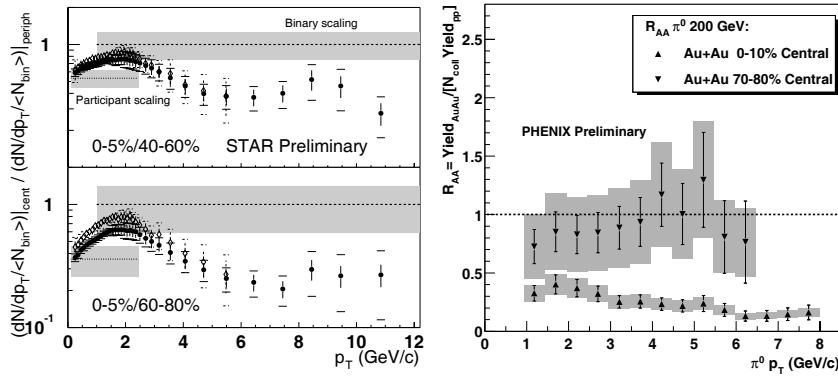 (dN/dp_T/<N_bin>)|_cent / (dN/dp_T/<N_bin>)|_periph
1
Binary scaling
Participant scaling
0-5%/40-60%
STAR Preliminary
1
0-5%/60-80%
10^-1
0 2 4 6 8 10 12
p_T (GeV/c)
R_AA = Yield_AuAu/[N_coll Yield_pp]
3
2.5
2
1.5
1
0.5
0
R_AA π^0 200 GeV:
Au+Au 0-10% Central
Au+Au 70-80% Central
PHENIX Preliminary
0 1 2 3 4 5 6 7 8
π^0 p_T (GeV/c)